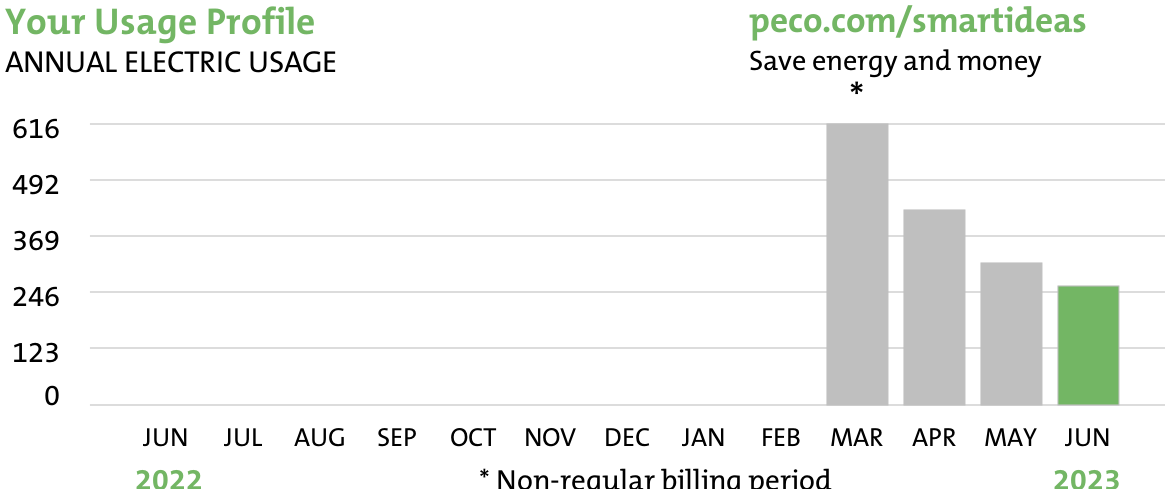 Your Usage Profile
peco.com/smartideas
ANNUAL ELECTRIC USAGE
Save energy and money
*
616
492
369
246
123
0
JUN JUL AUG SEP OCT NOV DEC JAN FEB MAR APR MAY JUN
2022 * Non-regular billing period 2023